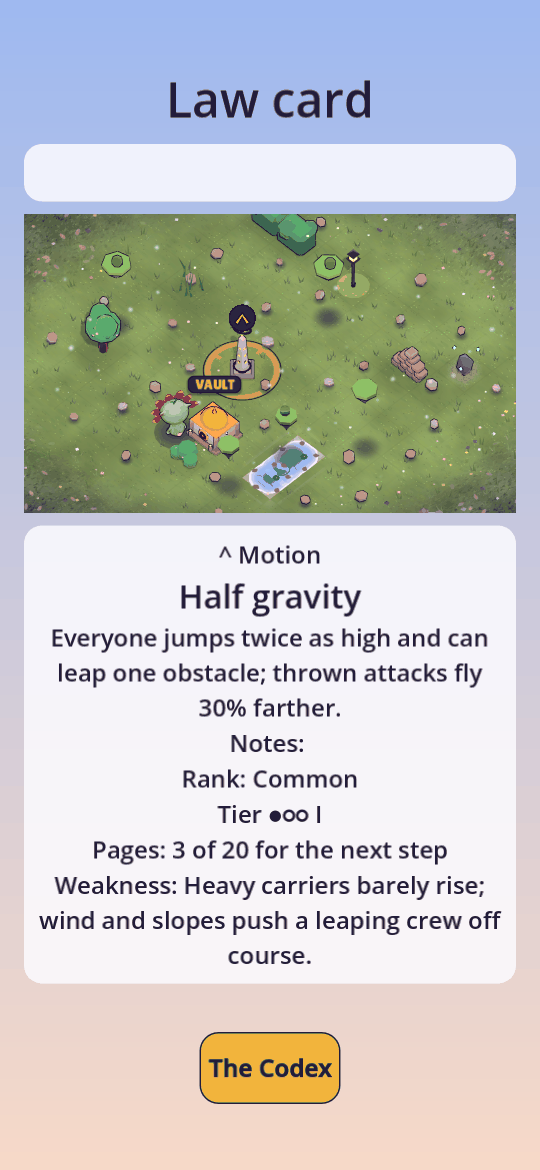 Law card
VAULT
^ Motion
Half gravity
Everyone jumps twice as high and can
leap one obstacle; thrown attacks fly
30% farther.
Notes:
Rank: Common
Tier ●○○ I
Pages: 3 of 20 for the next step
Weakness: Heavy carriers barely rise;
wind and slopes push a leaping crew off
course.
The Codex